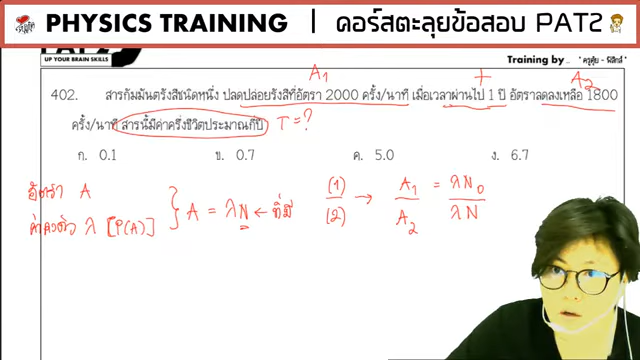 PHYSICS TRAINING | คอร์สตะลุยข้อสอบ PAT2
UP YOUR BRAIN SKILLS
Training by
A₁ t A₂
402. สารกัมมันตรังสีชนิดหนึ่ง ปลดปล่อยรังสีที่อัตรา 2000 ครั้ง/นาที เมื่อเวลาผ่านไป 1 ปี อัตราลดลงเหลือ 1800
ครั้ง/นาที สารนี้มีค่าครึ่งชีวิตประมาณกี่ปี T = ?
ก. 0.1 ข. 0.7 ค. 5.0 ง. 6.7
อัตรา A
ค่าคงตัว λ [P(A)] } A = λN ← ที่มี (1)/(2) → A₁/A₂ = λN₀/λN